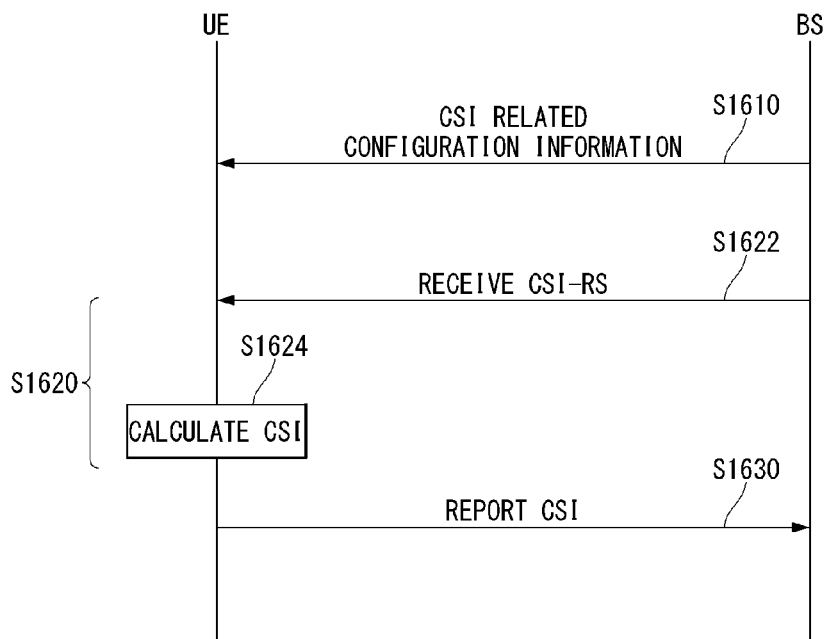 UE
BS
S1610
CSI RELATED
CONFIGURATION INFORMATION
S1622
RECEIVE CSI-RS
S1624
S1620
CALCULATE CSI
S1630
REPORT CSI